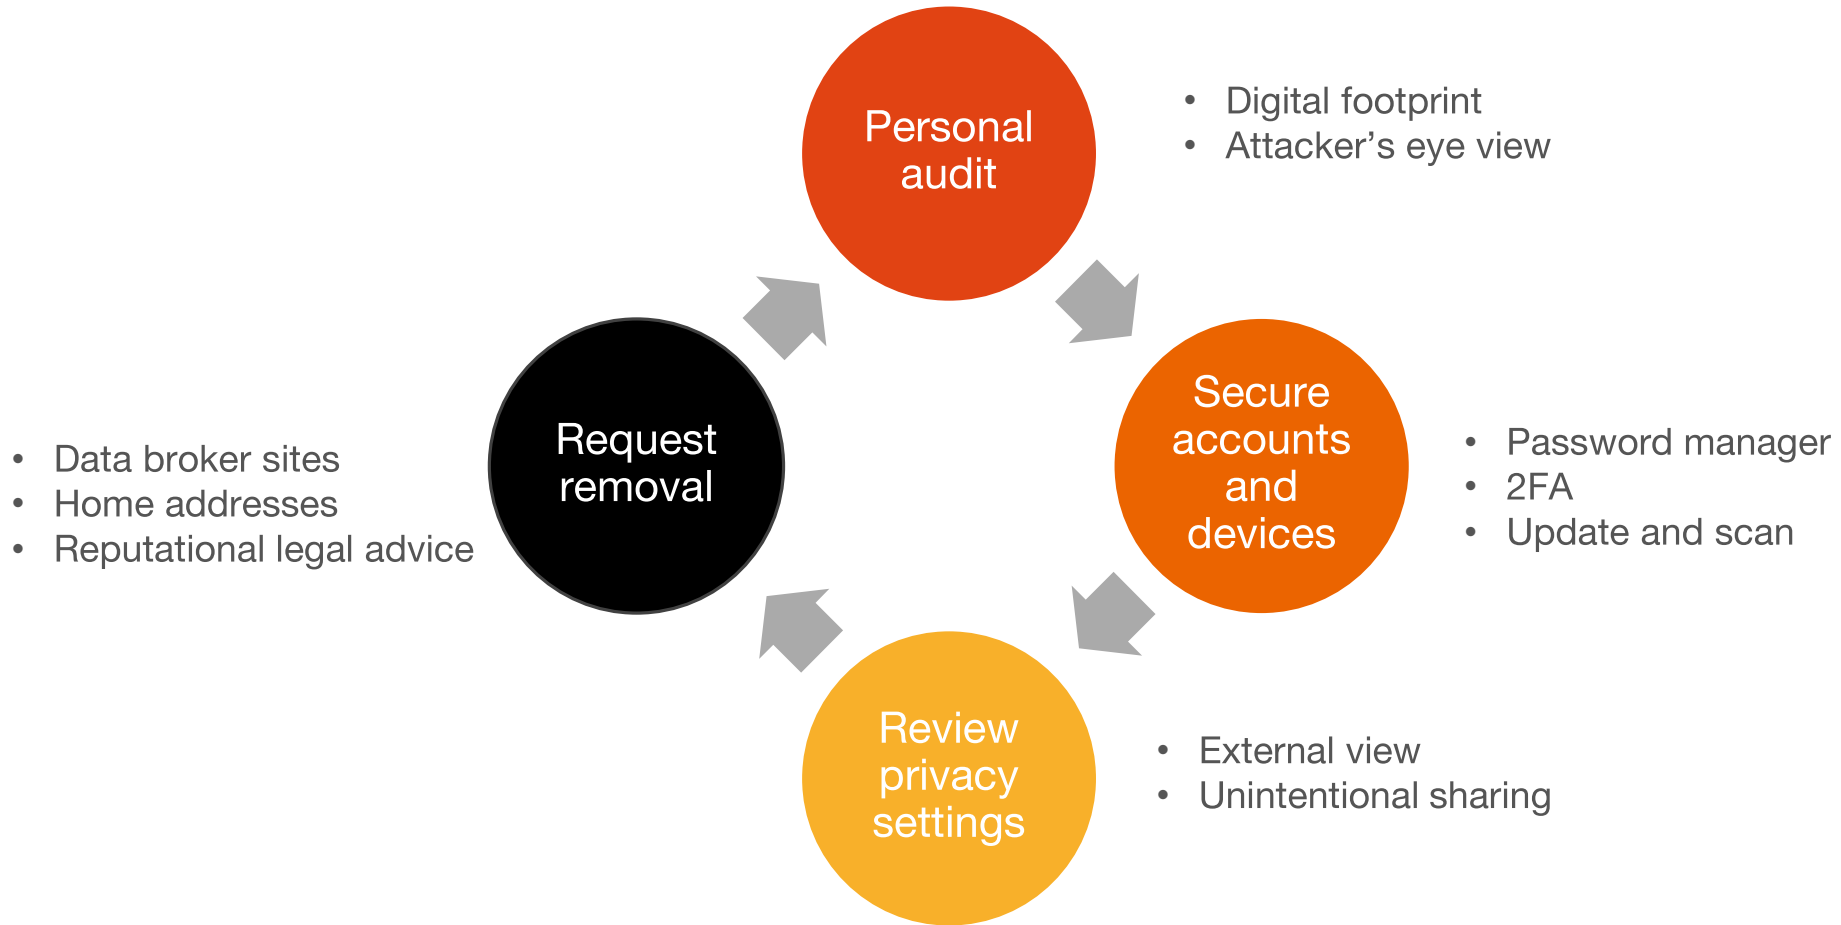 Personal
audit
• Digital footprint
• Attacker’s eye view
Secure
accounts
and
devices
• Password manager
• 2FA
• Update and scan
Review
privacy
settings
• External view
• Unintentional sharing
Request
removal
• Data broker sites
• Home addresses
• Reputational legal advice